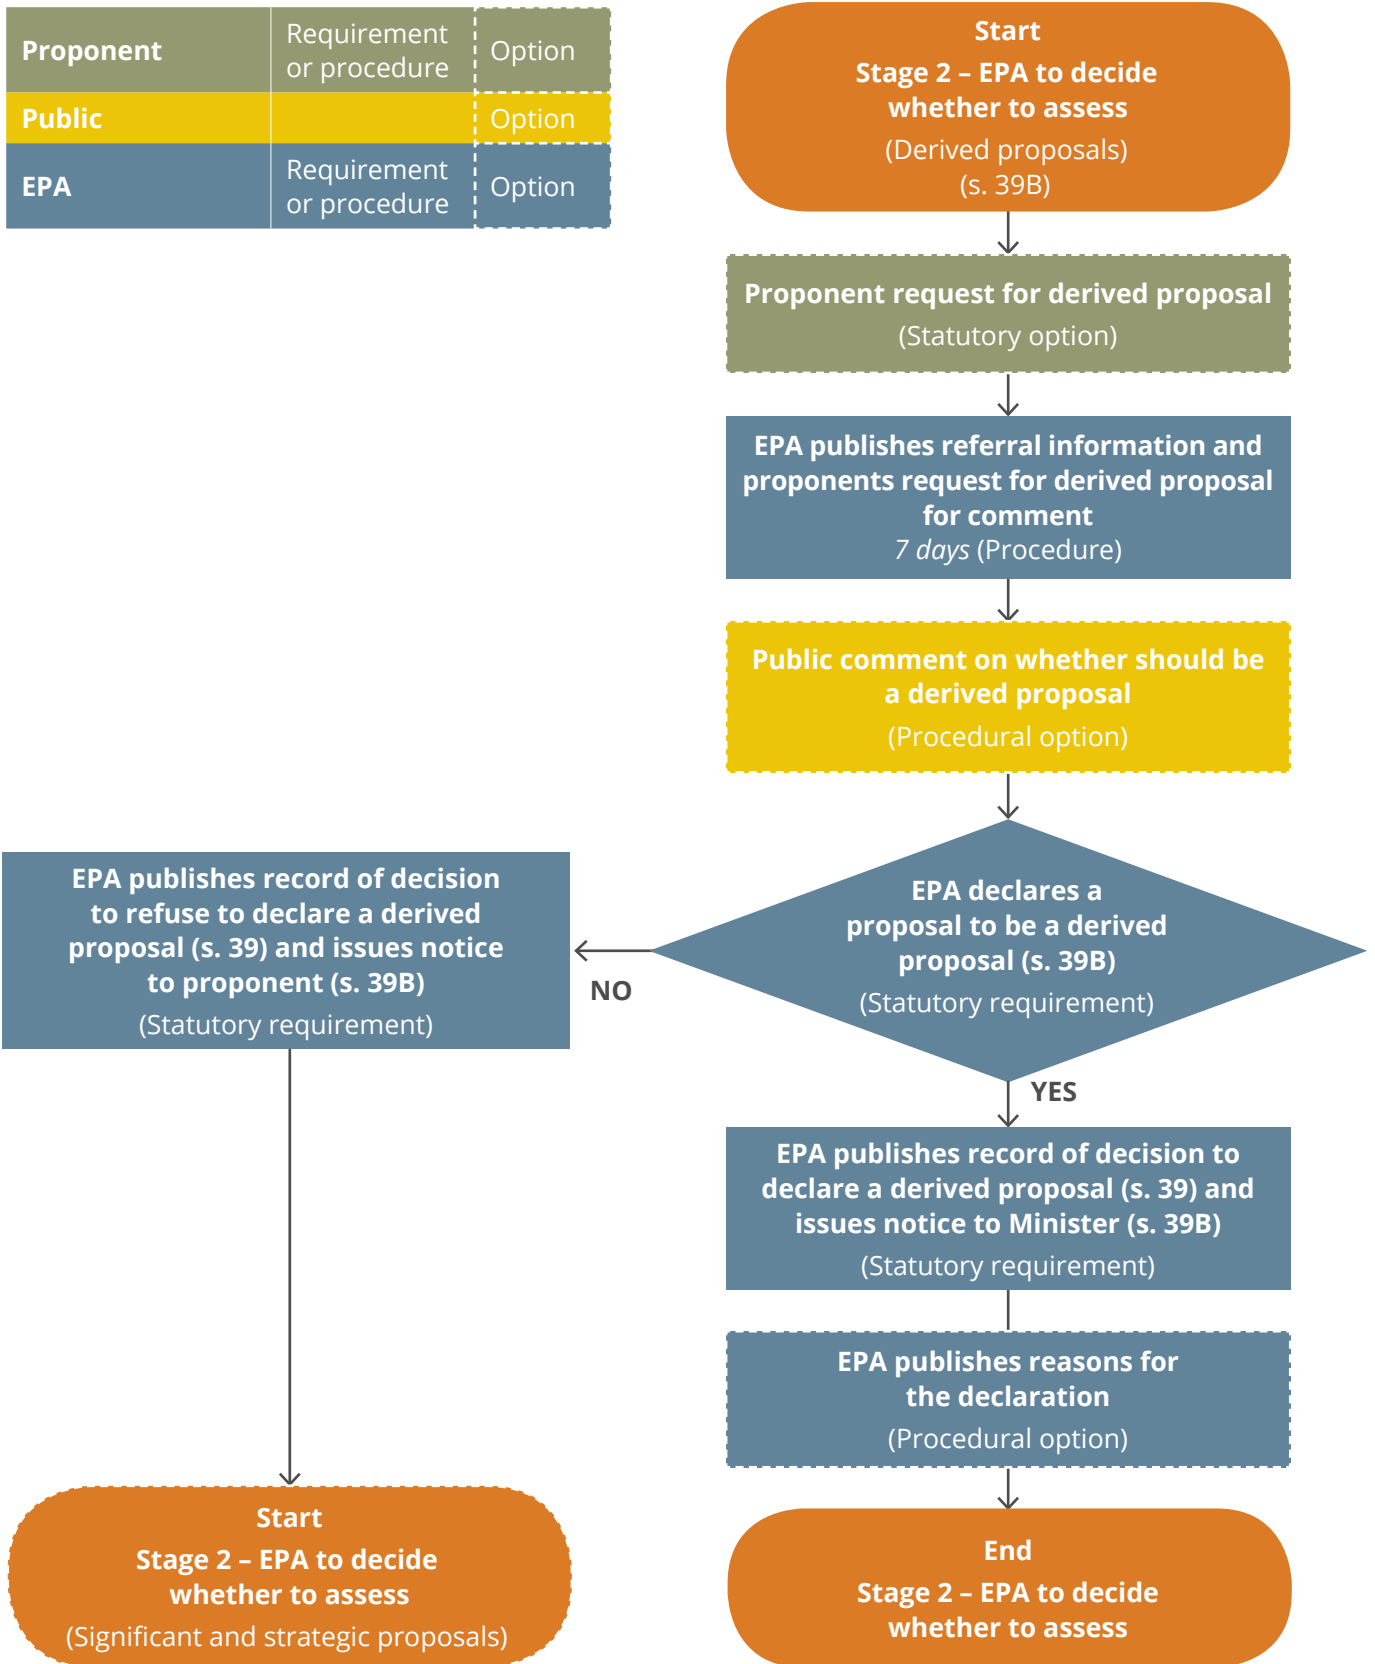 Proponent
Requirement
or procedure
Option
Public
Option
EPA
Requirement
or procedure
Option
Start
Stage 2 – EPA to decide
whether to assess
(Derived proposals)
(s. 39B)
Proponent request for derived proposal
(Statutory option)
EPA publishes referral information and
proponents request for derived proposal
for comment
7 days (Procedure)
Public comment on whether should be
a derived proposal
(Procedural option)
EPA declares a
proposal to be a derived
proposal (s. 39B)
(Statutory requirement)
NO
EPA publishes record of decision
to refuse to declare a derived
proposal (s. 39) and issues notice
to proponent (s. 39B)
(Statutory requirement)
YES
EPA publishes record of decision to
declare a derived proposal (s. 39) and
issues notice to Minister (s. 39B)
(Statutory requirement)
EPA publishes reasons for
the declaration
(Procedural option)
Start
Stage 2 – EPA to decide
whether to assess
(Significant and strategic proposals)
End
Stage 2 – EPA to decide
whether to assess